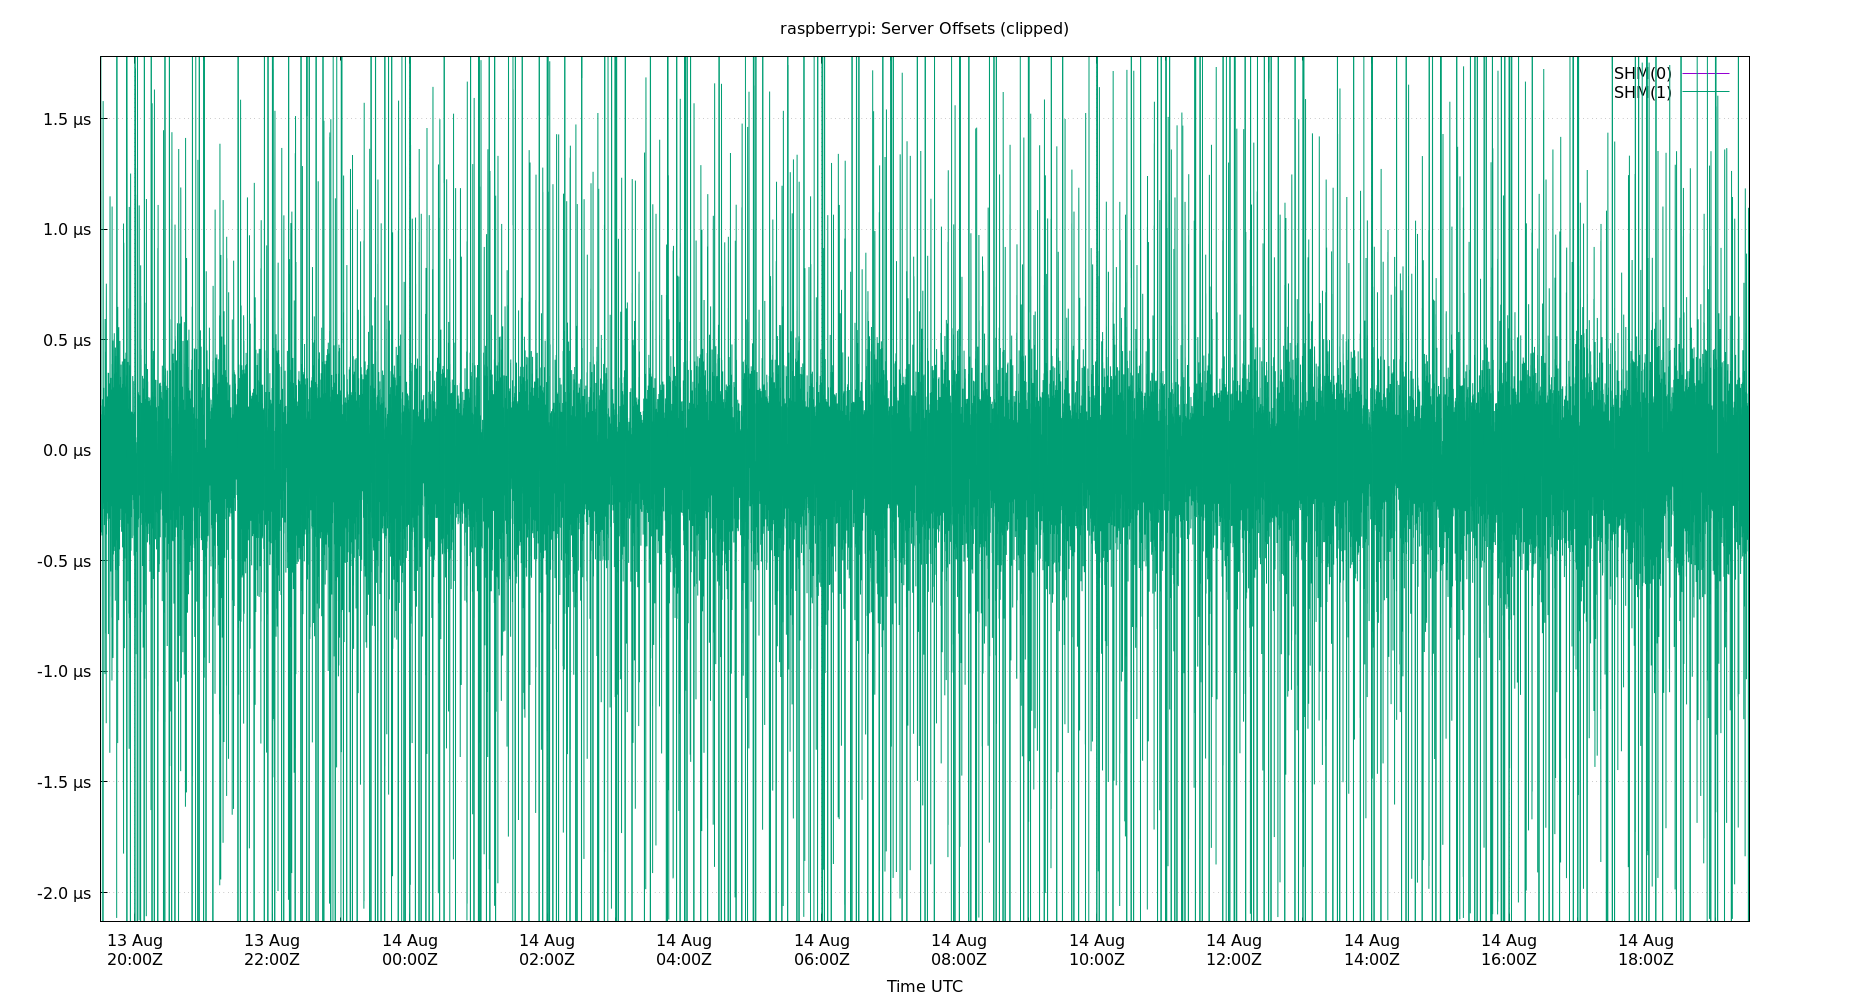 raspberrypi: Server Offsets (clipped)
SHM(0)
SHM(1)
1.5 µs
1.0 µs
0.5 µs
0.0 µs
-0.5 µs
-1.0 µs
-1.5 µs
-2.0 µs
13 Aug 13 Aug 14 Aug 14 Aug 14 Aug 14 Aug 14 Aug 14 Aug 14 Aug 14 Aug 14 Aug 14 Aug
20:00Z 22:00Z 00:00Z 02:00Z 04:00Z 06:00Z 08:00Z 10:00Z 12:00Z 14:00Z 16:00Z 18:00Z
Time UTC